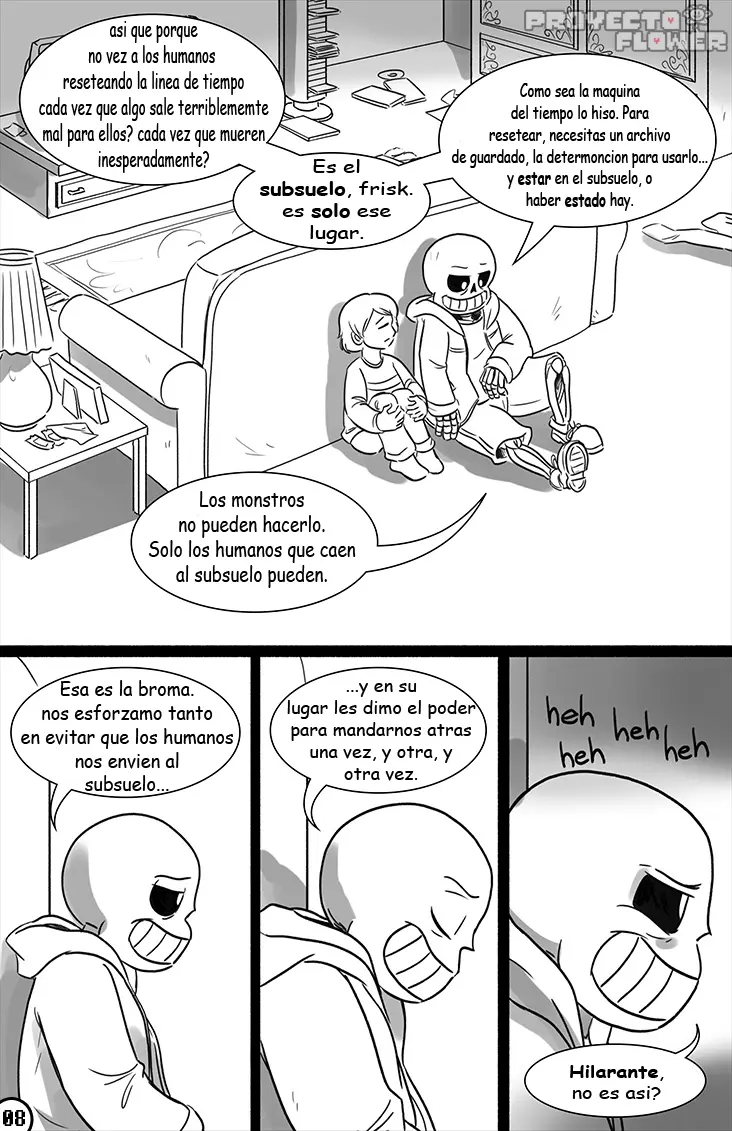 PROYECTO
FLOWER
asi que porque
no vez a los humanos
reseteando la linea de tiempo
cada vez que algo sale terriblememte
mal para ellos? cada vez que mueren
inesperadamente?
Es el
subsuelo, frisk.
es solo ese
lugar.
Como sea la maquina
del tiempo lo hiso. Para
resetear, necesitas un archivo
de guardado, la determoncion para usarlo...
y estar en el subsuelo, o
haber estado hay.
Los monstros
no pueden hacerlo.
Solo los humanos que caen
al subsuelo pueden.
Esa es la broma.
nos esforzamo tanto
en evitar que los humanos
nos envien al
subsuelo...
...y en su
lugar les dimo el poder
para mandarnos atras
una vez, y otra, y
otra vez.
heh heh heh heh
Hilarante,
no es asi?
08